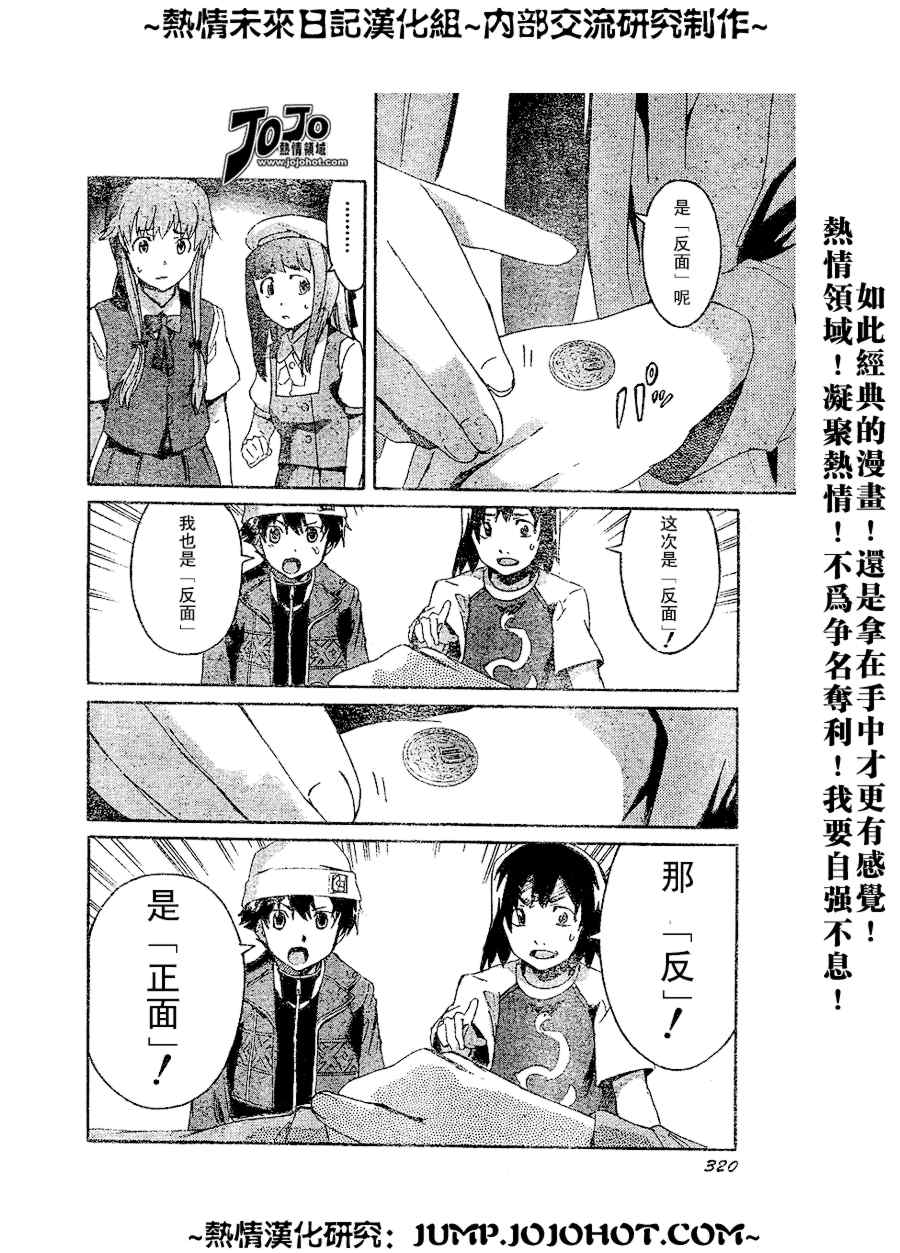 ~熱情未來日記漢化組~内部交流研究制作~
JoJo
熱情領域
www.jojohot.com
是「反面」呢
パッ
………
这次是「反面」!
我也是「反面」
那「反」!
是「正面」!
如此經典的漫畫!還是拿在手中才更有感覺!
熱情領域!凝聚熱情!不爲争名奪利!我要自强不息!
320
~熱情漢化研究：JUMP.JOJOHOT.COM~